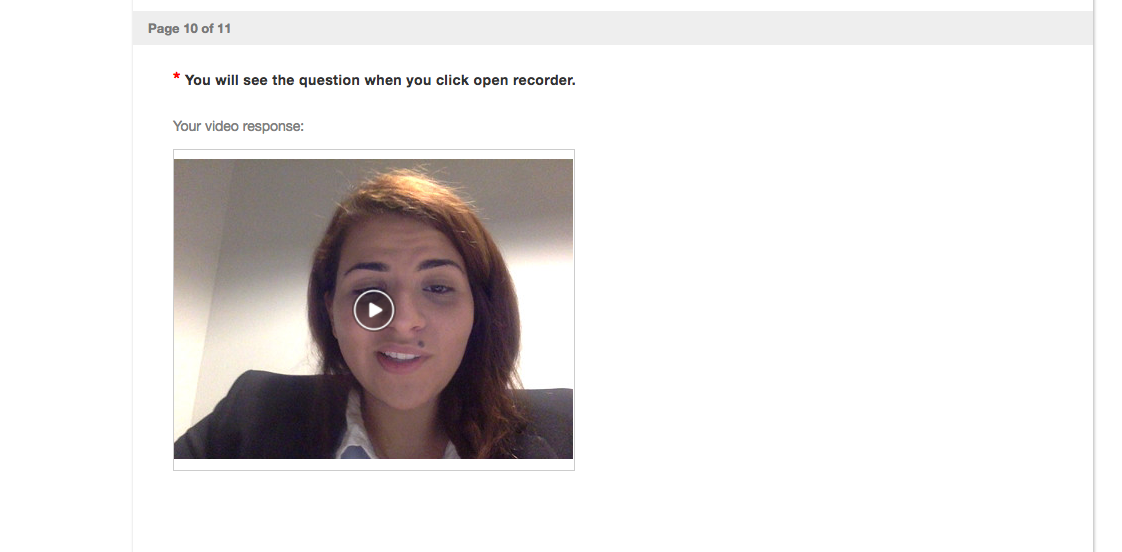 Page 10 of 11
* You will see the question when you click open recorder.
Your video response: